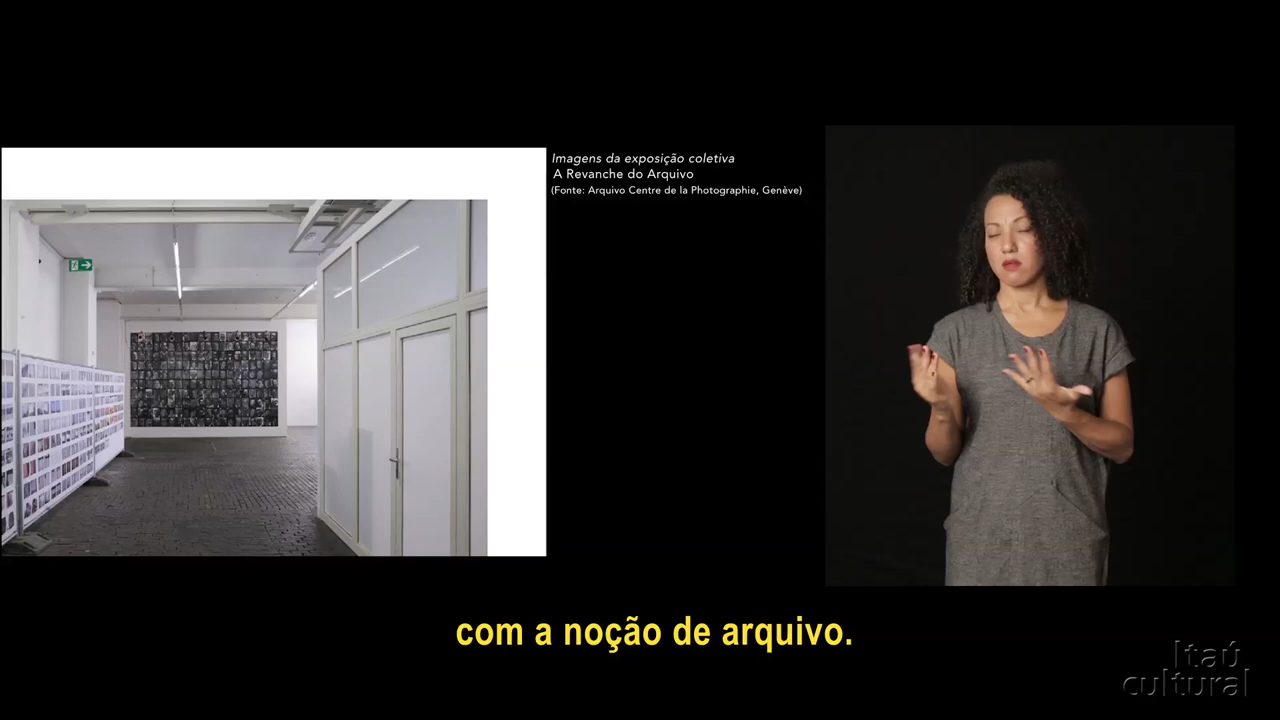 Imagens da exposição coletiva
A Revanche do Arquivo
(Fonte: Arquivo Centre de la Photographie, Genève)
com a noção de arquivo.
Itaú
cultural